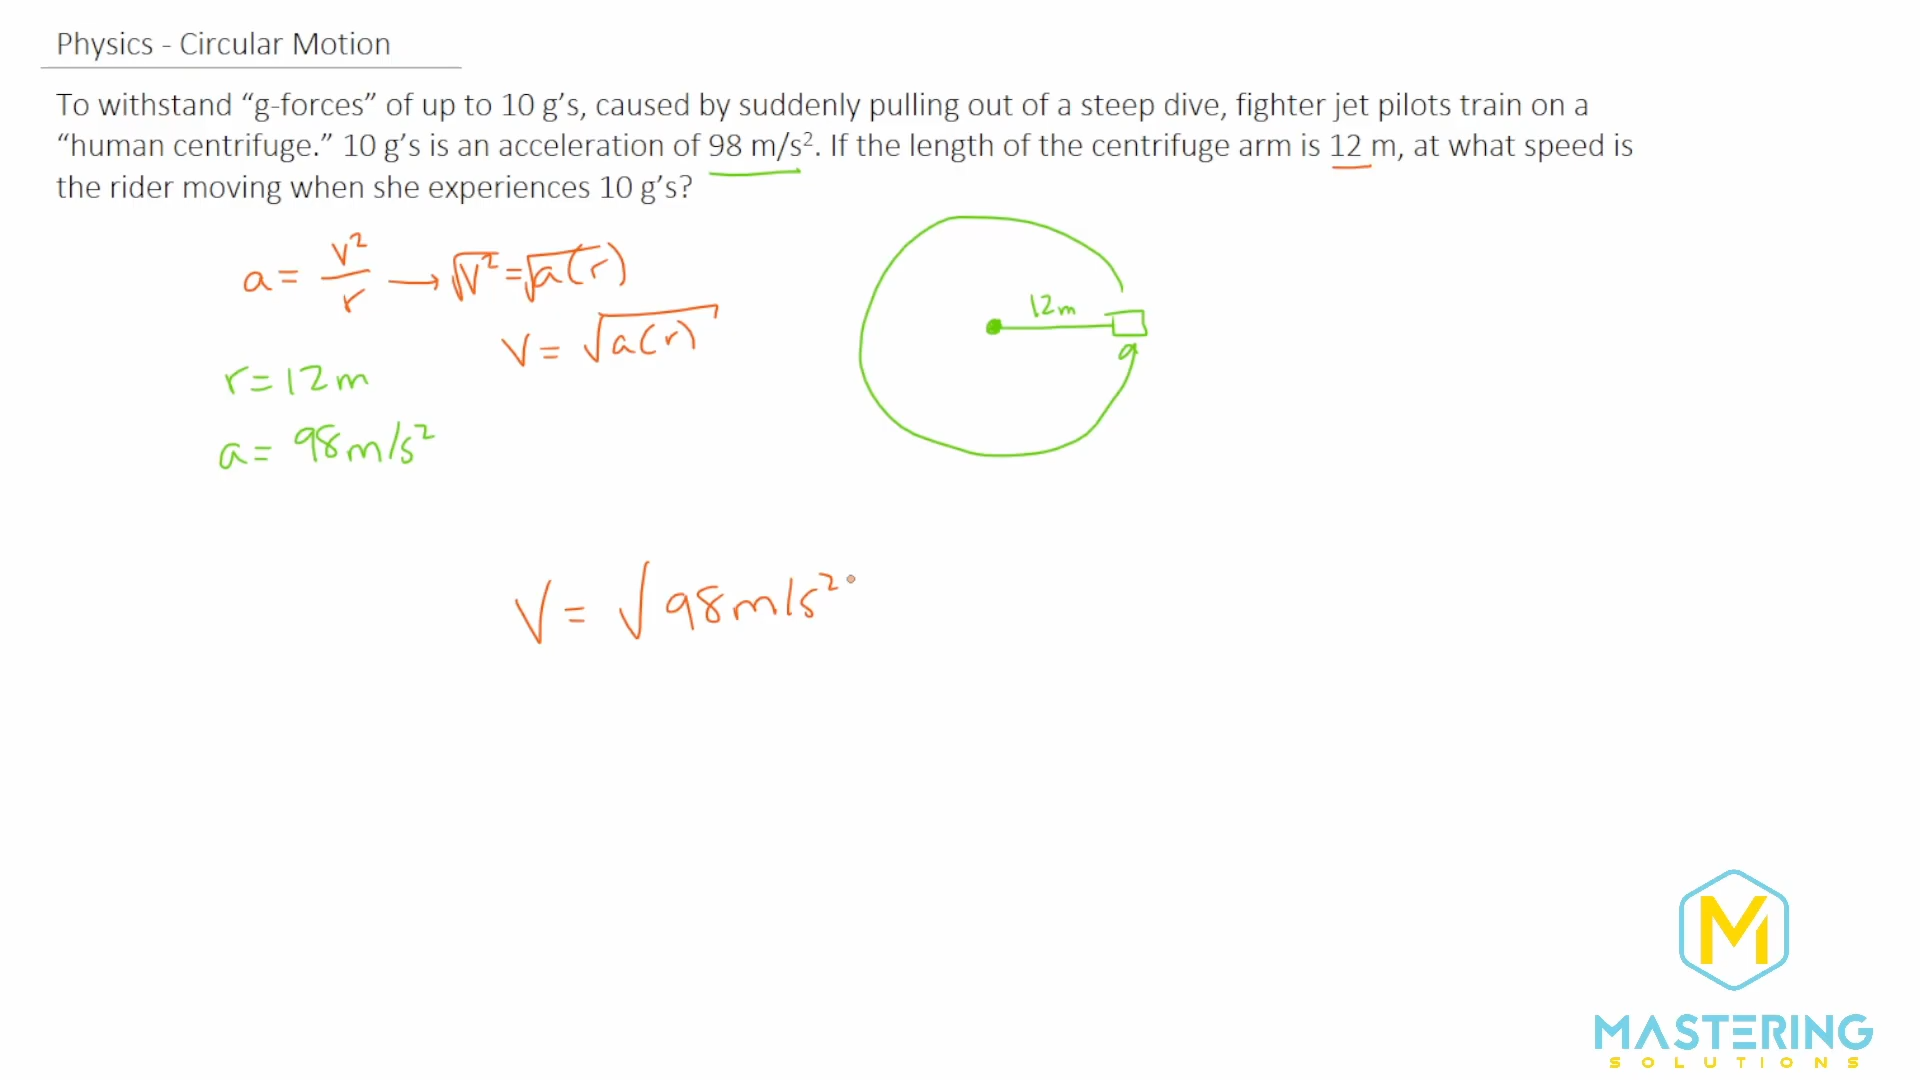 Physics - Circular Motion
To withstand “g-forces” of up to 10 g’s, caused by suddenly pulling out of a steep dive, fighter jet pilots train on a
“human centrifuge.” 10 g’s is an acceleration of 98 m/s². If the length of the centrifuge arm is 12 m, at what speed is
the rider moving when she experiences 10 g’s?
a = v²/r → √v² = √a(r)
v = √a(r)
r = 12m
a = 98m/s²
12m
v = √98m/s² ·
M
MASTERING
SOLUTIONS